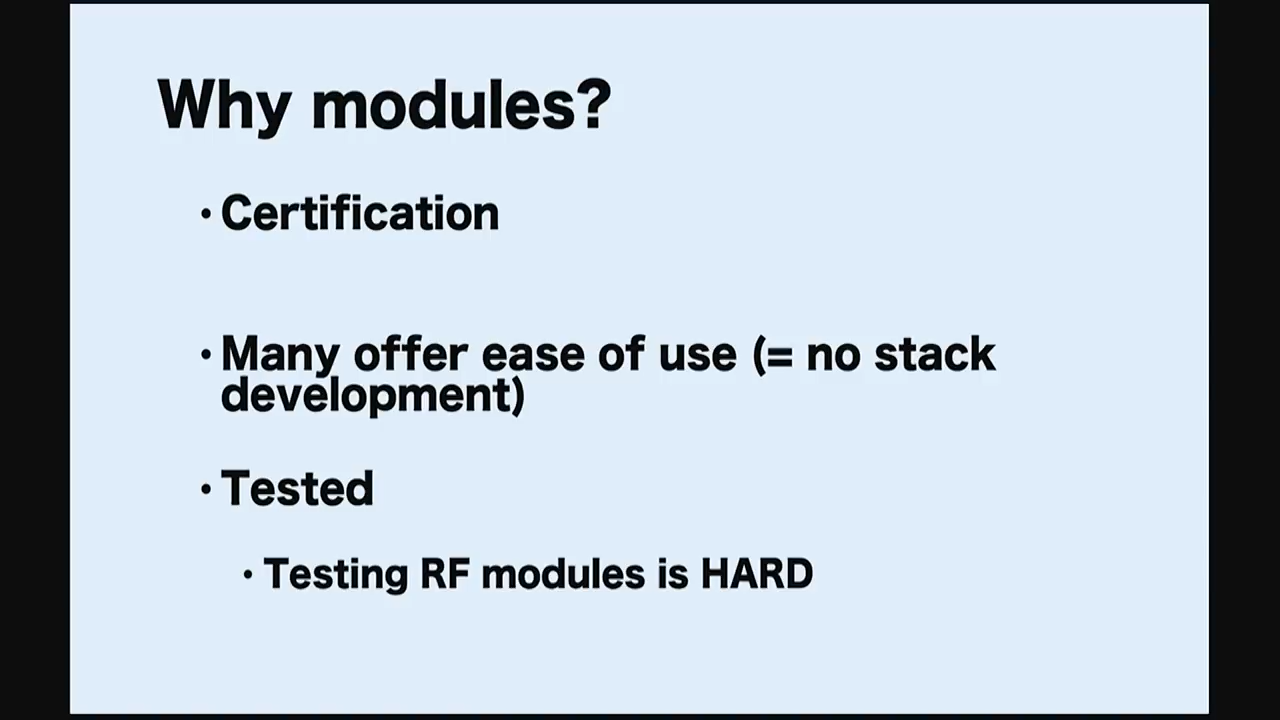 Why modules?
• Certification
• Many offer ease of use (= no stack
development)
• Tested
• Testing RF modules is HARD